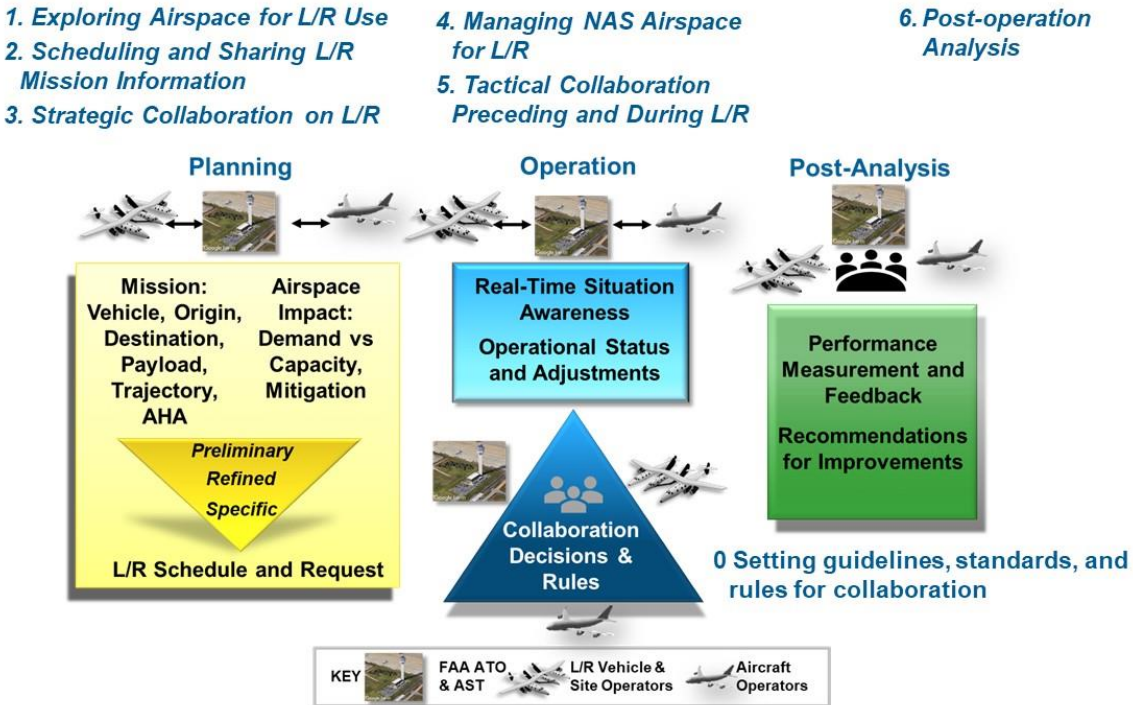 1. Exploring Airspace for L/R Use
2. Scheduling and Sharing L/R
Mission Information
3. Strategic Collaboration on L/R
4. Managing NAS Airspace
for L/R
5. Tactical Collaboration
Preceding and During L/R
6. Post-operation
Analysis
Planning
Operation
Post-Analysis
Mission:
Vehicle, Origin,
Destination,
Payload,
Trajectory,
AHA
Airspace
Impact:
Demand vs
Capacity,
Mitigation
Preliminary
Refined
Specific
L/R Schedule and Request
Real-Time Situation
Awareness
Operational Status
and Adjustments
Collaboration
Decisions &
Rules
Performance
Measurement and
Feedback
Recommendations
for Improvements
0 Setting guidelines, standards, and
rules for collaboration
KEY
FAA ATO
& AST
L/R Vehicle &
Site Operators
Aircraft
Operators